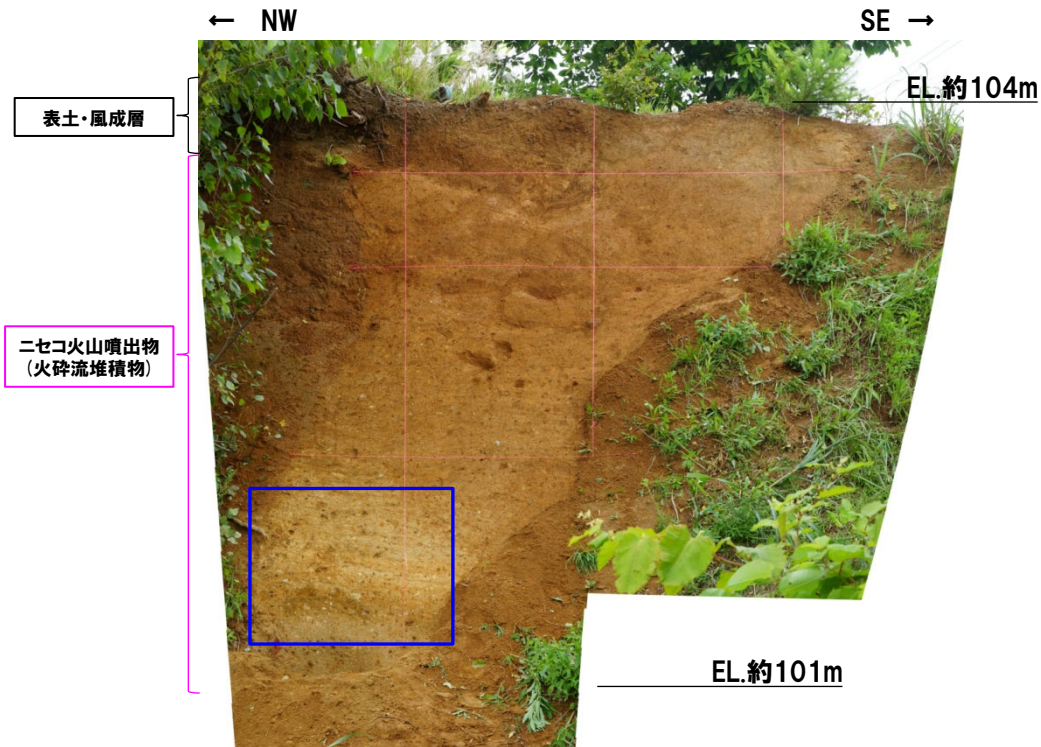 ← NW
SE →
EL.約104m
表土・風成層
ニセコ火山噴出物
(火砕流堆積物)
EL.約101m